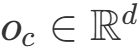 o_c ∈ ℝ^d